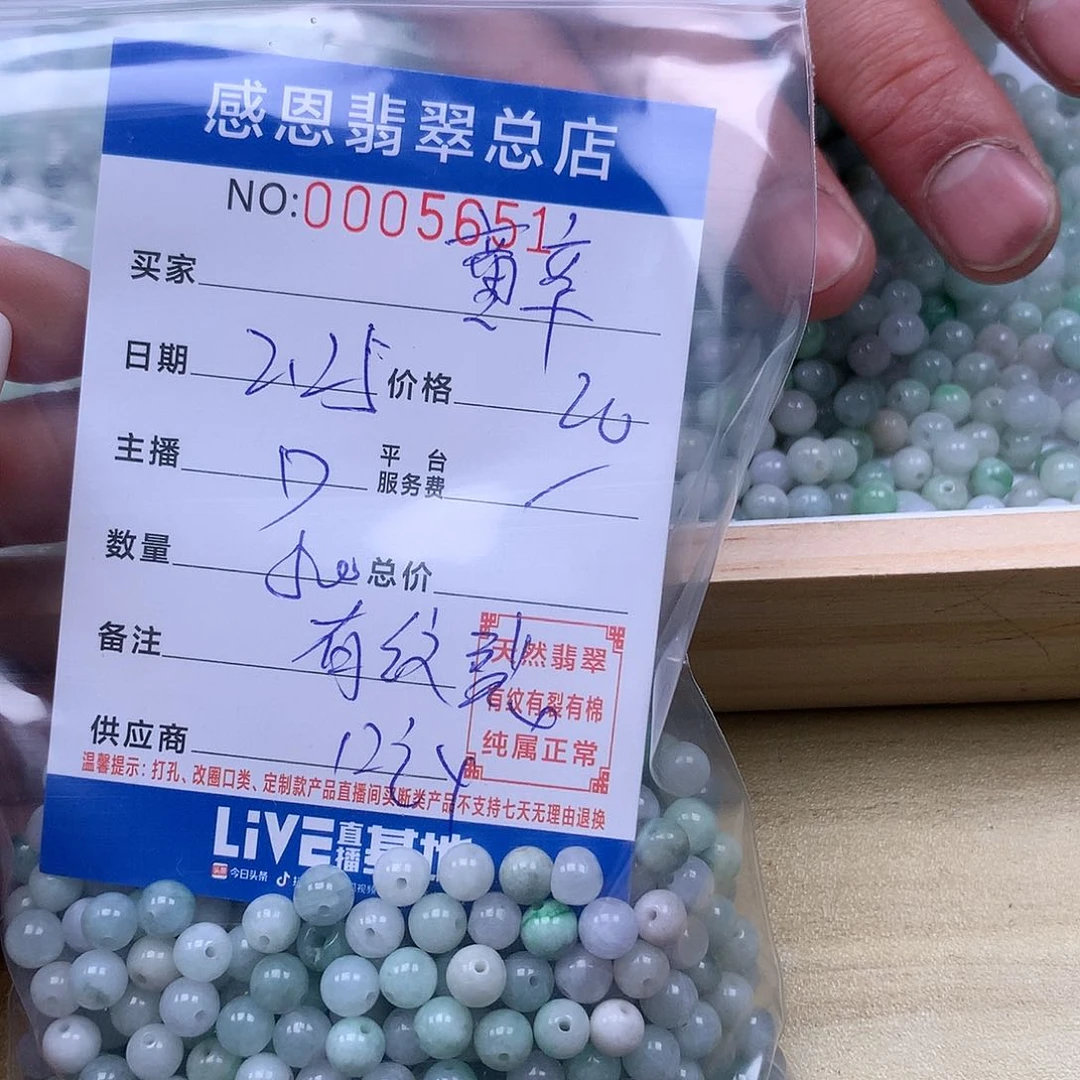 感恩翡翠总店
NO:0005651
买家
日期 2.25 价格 20
主播 平台服务费
数量 总价
备注 有纹裂
天然翡翠
有纹有裂有棉
纯属正常
供应商
温馨提示：打孔、改圈口类、定制款产品直播间买断类产品不支持七天无理由退换
LiVE直播基地
今日头条